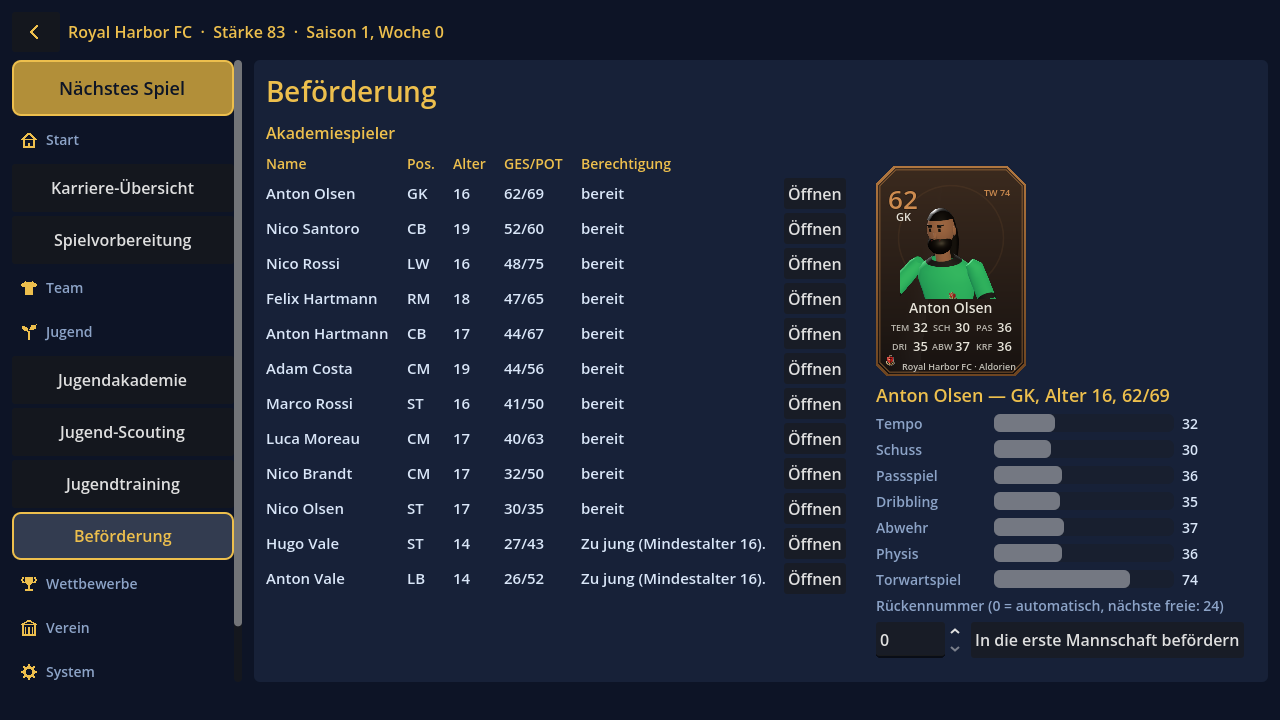 Royal Harbor FC · Stärke 83 · Saison 1, Woche 0
Nächstes Spiel
Start
Karriere-Übersicht
Spielvorbereitung
Team
Jugend
Jugendakademie
Jugend-Scouting
Jugendtraining
Beförderung
Wettbewerbe
Verein
System
Beförderung
Akademiespieler
Name Pos. Alter GES/POT Berechtigung
Anton Olsen GK 16 62/69 bereit Öffnen
Nico Santoro CB 19 52/60 bereit Öffnen
Nico Rossi LW 16 48/75 bereit Öffnen
Felix Hartmann RM 18 47/65 bereit Öffnen
Anton Hartmann CB 17 44/67 bereit Öffnen
Adam Costa CM 19 44/56 bereit Öffnen
Marco Rossi ST 16 41/50 bereit Öffnen
Luca Moreau CM 17 40/63 bereit Öffnen
Nico Brandt CM 17 32/50 bereit Öffnen
Nico Olsen ST 17 30/35 bereit Öffnen
Hugo Vale ST 14 27/43 Zu jung (Mindestalter 16). Öffnen
Anton Vale LB 14 26/52 Zu jung (Mindestalter 16). Öffnen
62 TW 74
GK
Anton Olsen
TEM 32 SCH 30 PAS 36
DRI 35 ABW 37 KRF 36
Royal Harbor FC · Aldorien
Anton Olsen — GK, Alter 16, 62/69
Tempo 32
Schuss 30
Passspiel 36
Dribbling 35
Abwehr 37
Physis 36
Torwartspiel 74
Rückennummer (0 = automatisch, nächste freie: 24)
0 In die erste Mannschaft befördern